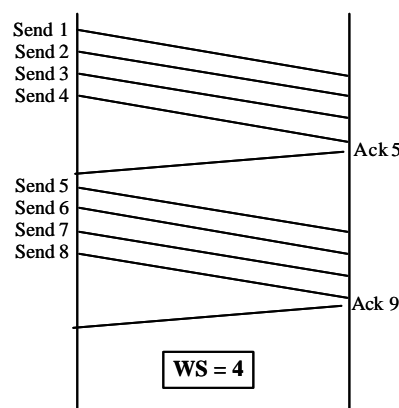 Send 1
Send 2
Send 3
Send 4
Ack 5
Send 5
Send 6
Send 7
Send 8
Ack 9
WS = 4